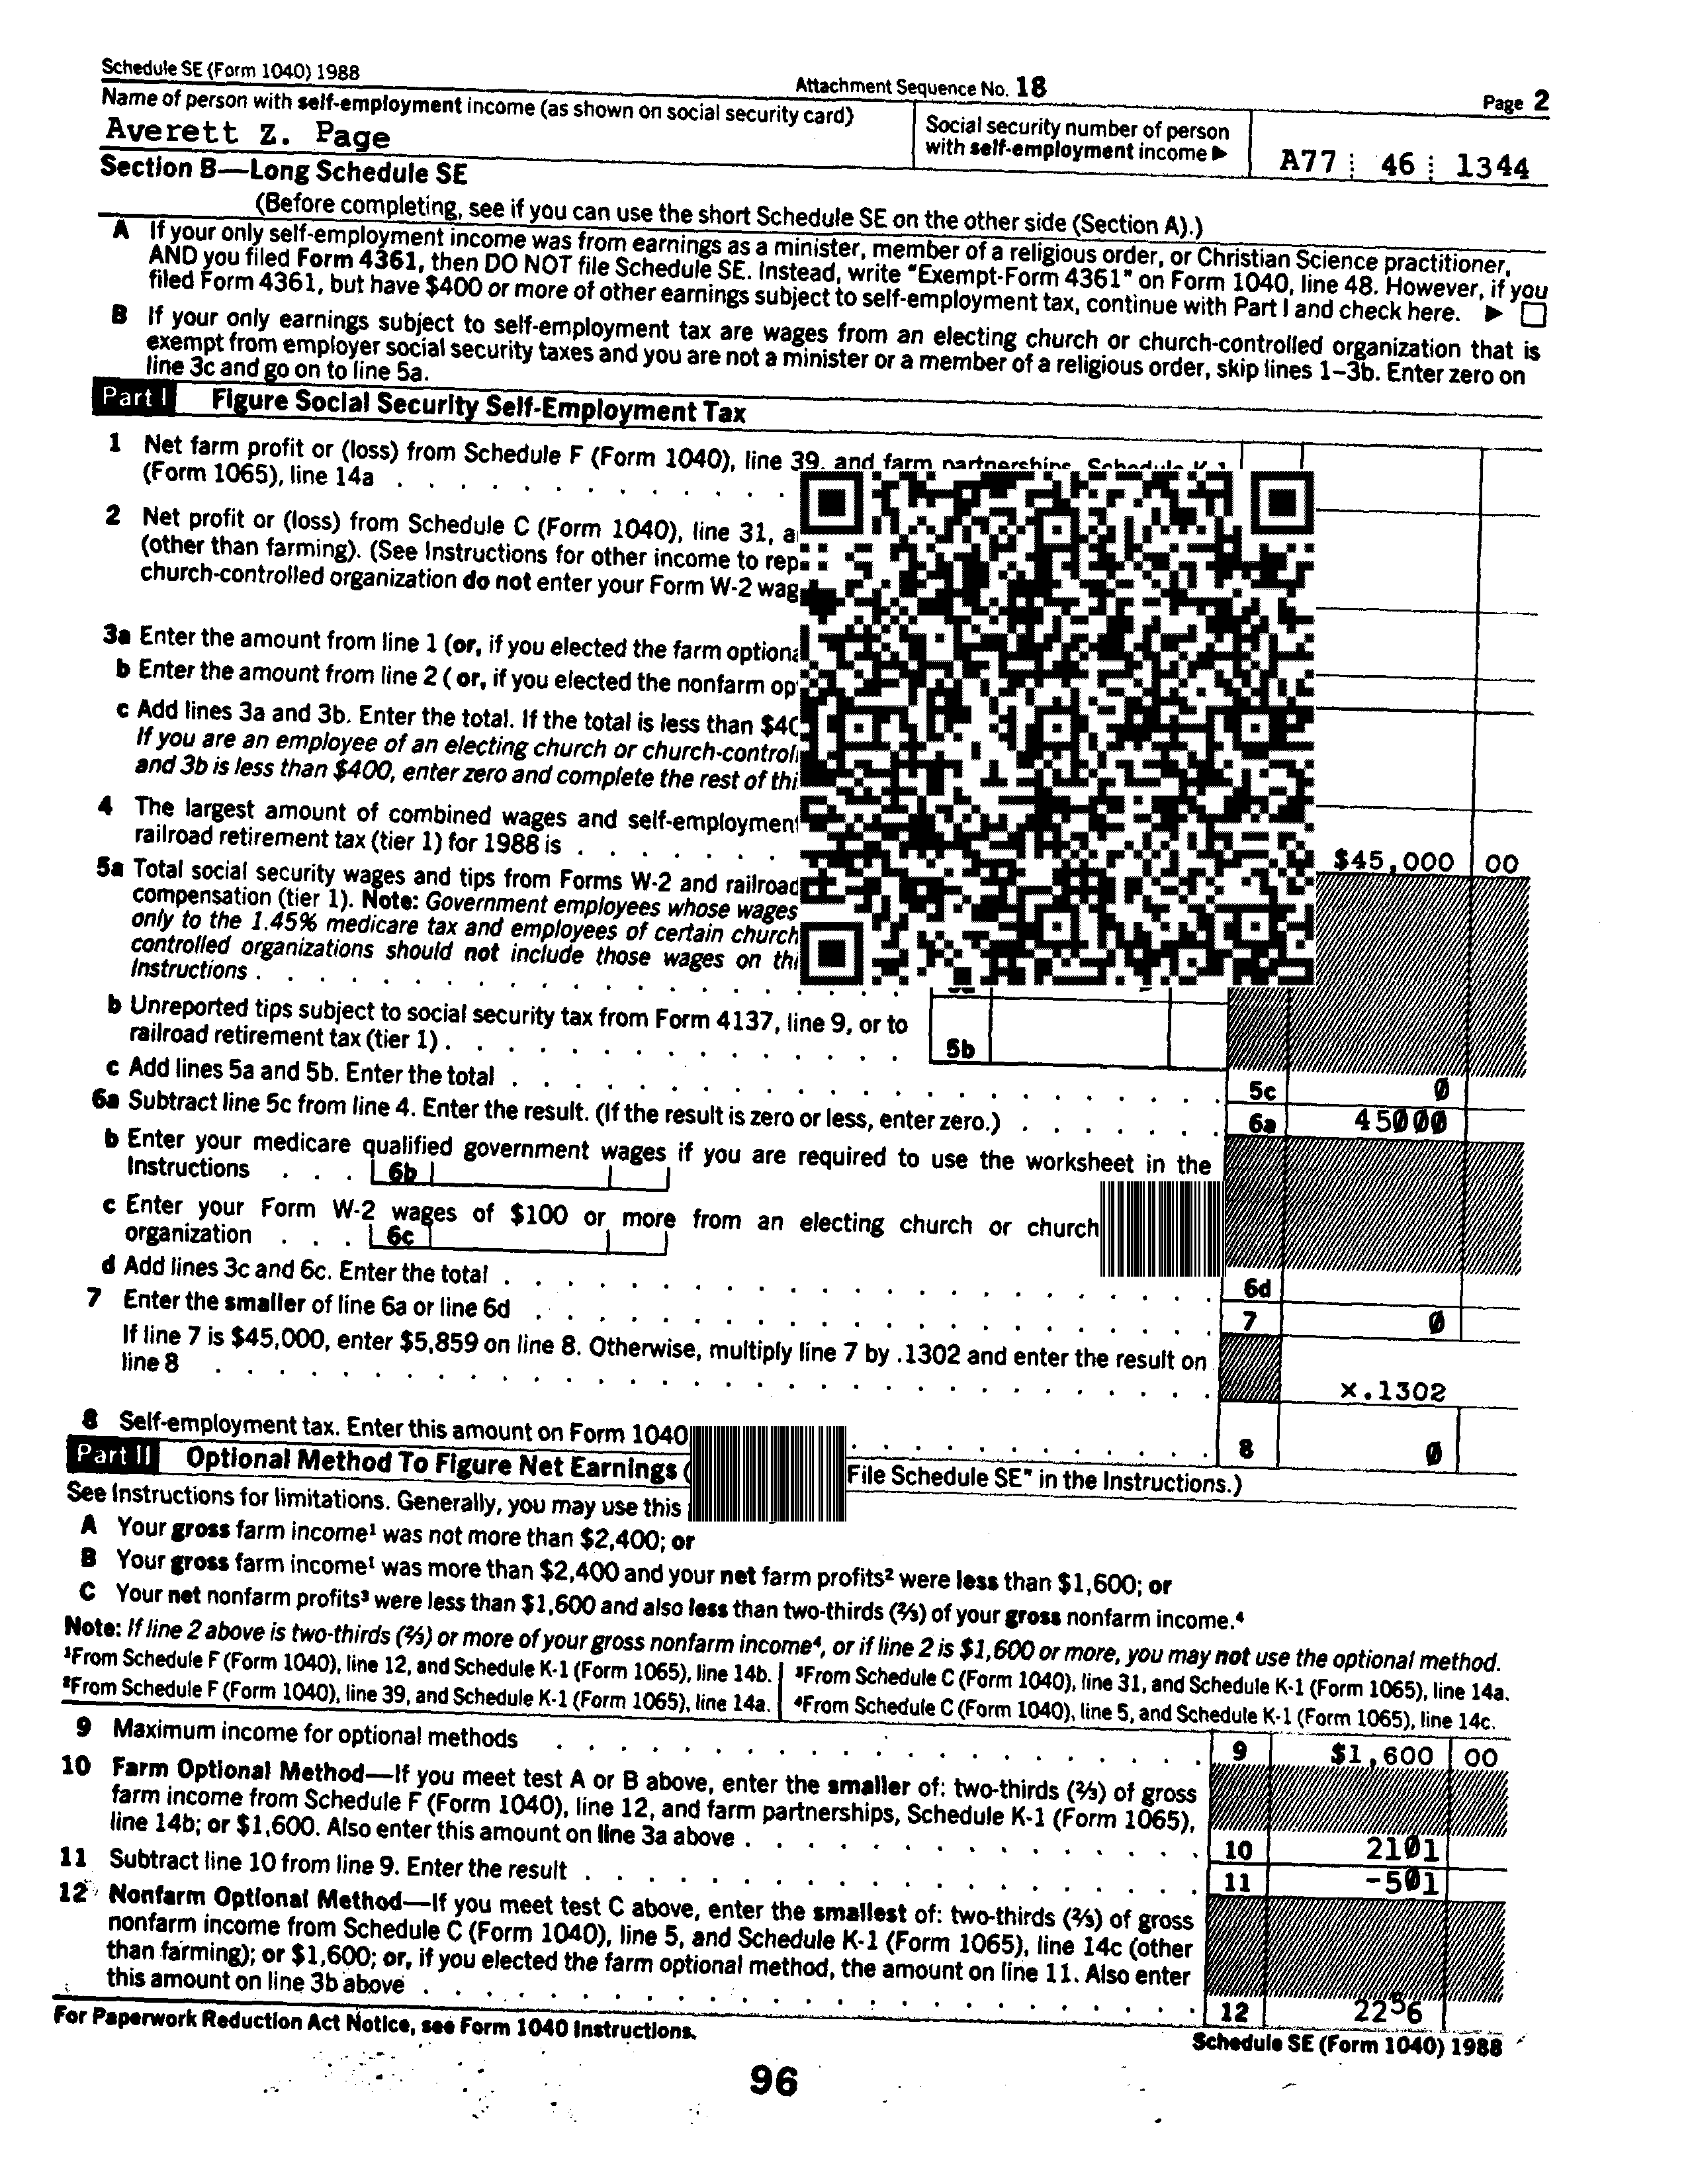 Schedule SE (Form 1040) 1988
Attachment Sequence No. 18
Page 2
Name of person with self-employment income (as shown on social security card)
Averett Z. Page
Social security number of person
with self-employment income ▶
A77 46 1344
Section B—Long Schedule SE
(Before completing, see if you can use the short Schedule SE on the other side (Section A).)
A If your only self-employment income was from earnings as a minister, member of a religious order, or Christian Science practitioner,
AND you filed Form 4361, then DO NOT file Schedule SE. Instead, write "Exempt-Form 4361" on Form 1040, line 48. However, if you
filed Form 4361, but have $400 or more of other earnings subject to self-employment tax, continue with Part I and check here. ▶
B If your only earnings subject to self-employment tax are wages from an electing church or church-controlled organization that is
exempt from employer social security taxes and you are not a minister or a member of a religious order, skip lines 1–3b. Enter zero on
line 3c and go on to line 5a.
Part I Figure Social Security Self-Employment Tax
1 Net farm profit or (loss) from Schedule F (Form 1040), line 39, and farm partnerships, Schedule K-1
(Form 1065), line 14a
2 Net profit or (loss) from Schedule C (Form 1040), line 31,
(other than farming). (See Instructions for other income to
church-controlled organization do not enter your Form W-2
3a Enter the amount from line 1 (or, if you elected the farm
b Enter the amount from line 2 (or, if you elected the nonfarm
c Add lines 3a and 3b. Enter the total. If the total is less than
If you are an employee of an electing church or
and 3b is less than $400, enter zero and complete the rest of
4 The largest amount of combined wages and self-employment
railroad retirement tax (tier 1) for 1988 is
$45,000 00
5a Total social security wages and tips from Forms W-2 and railroad
compensation (tier 1). Note: Government employees whose wages
only to the 1.45% medicare tax and employees of certain church
controlled organizations should not include those wages on
Instructions
b Unreported tips subject to social security tax from Form 4137, line 9, or to
railroad retirement tax (tier 1) 5b
c Add lines 5a and 5b. Enter the total 5c 0
6a Subtract line 5c from line 4. Enter the result. (If the result is zero or less, enter zero.) 6a 45000
b Enter your medicare qualified government wages if you are required to use the worksheet in the
Instructions 6b
c Enter your Form W-2 wages of $100 or more from an electing church or church
organization 6c
d Add lines 3c and 6c. Enter the total 6d
7 Enter the smaller of line 6a or line 6d 7 0
If line 7 is $45,000, enter $5,859 on line 8. Otherwise, multiply line 7 by .1302 and enter the result on
line 8 x.1302
8 Self-employment tax. Enter this amount on Form 1040 8 0
Part II Optional Method To Figure Net Earnings ( File Schedule SE" in the Instructions.)
See Instructions for limitations. Generally, you may use this
A Your gross farm income¹ was not more than $2,400; or
B Your gross farm income¹ was more than $2,400 and your net farm profits² were less than $1,600; or
C Your net nonfarm profits³ were less than $1,600 and also less than two-thirds (⅔) of your gross nonfarm income.⁴
Note: If line 2 above is two-thirds (⅔) or more of your gross nonfarm income⁴, or if line 2 is $1,600 or more, you may not use the optional method.
¹From Schedule F (Form 1040), line 12, and Schedule K-1 (Form 1065), line 14b. ³From Schedule C (Form 1040), line 31, and Schedule K-1 (Form 1065), line 14a.
²From Schedule F (Form 1040), line 39, and Schedule K-1 (Form 1065), line 14a. ⁴From Schedule C (Form 1040), line 5, and Schedule K-1 (Form 1065), line 14c.
9 Maximum income for optional methods 9 $1,600 00
10 Farm Optional Method—If you meet test A or B above, enter the smaller of: two-thirds (⅔) of gross
farm income from Schedule F (Form 1040), line 12, and farm partnerships, Schedule K-1 (Form 1065),
line 14b; or $1,600. Also enter this amount on line 3a above 10 2101
11 Subtract line 10 from line 9. Enter the result 11 -501
12 Nonfarm Optional Method—If you meet test C above, enter the smallest of: two-thirds (⅔) of gross
nonfarm income from Schedule C (Form 1040), line 5, and Schedule K-1 (Form 1065), line 14c (other
than farming); or $1,600; or, if you elected the farm optional method, the amount on line 11. Also enter
this amount on line 3b above 12 2256
For Paperwork Reduction Act Notice, see Form 1040 Instructions.
Schedule SE (Form 1040) 1988
96